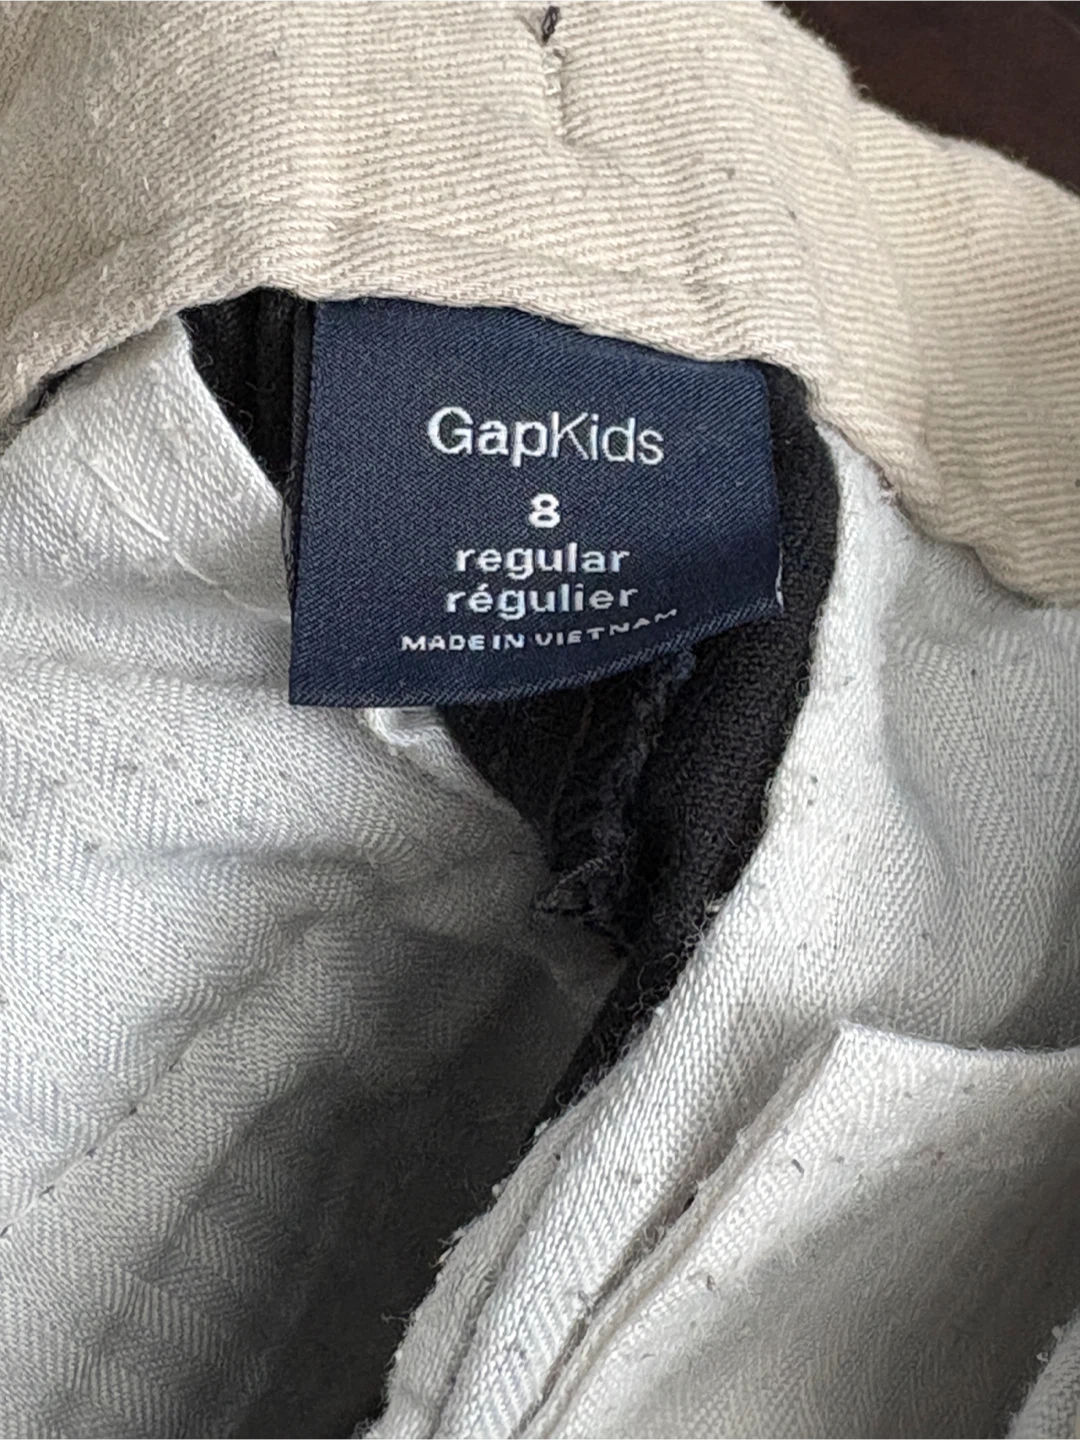 GapKids
8
regular
régulier
MADE IN VIETNAM